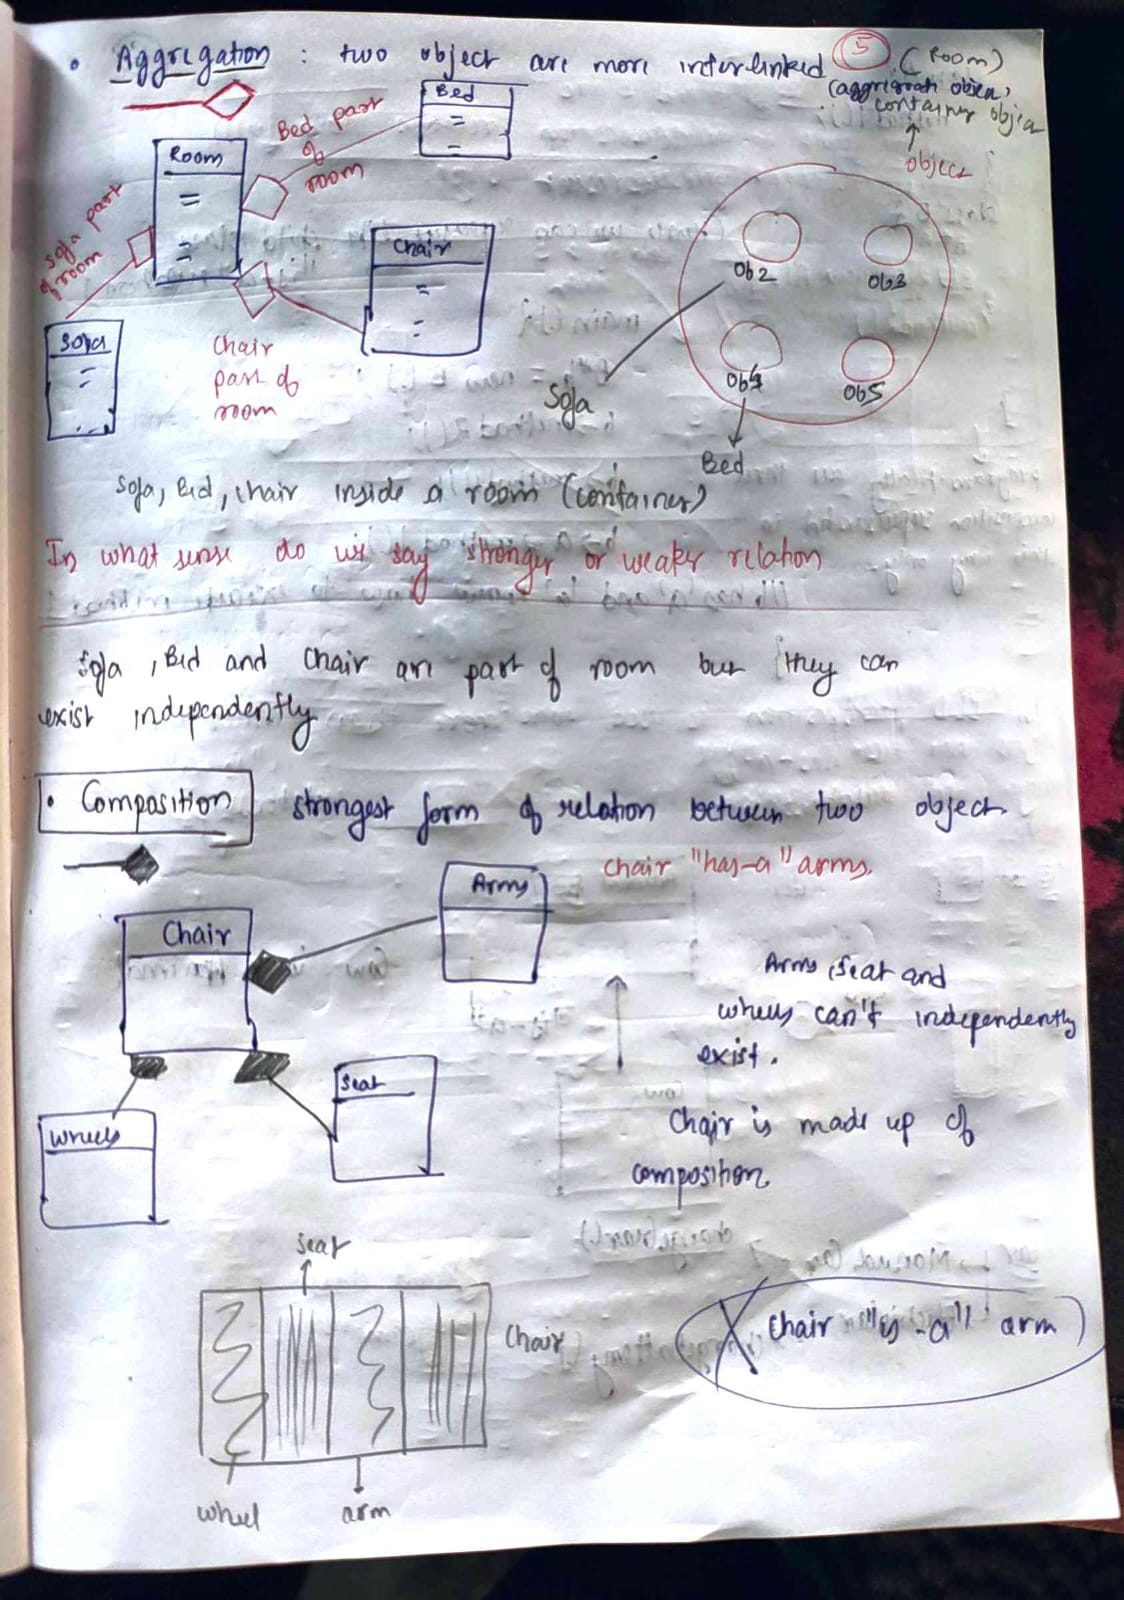 • Aggregation : two object are more interlinked
5
(Room)
(aggregate object,
container object
object
Bed
Bed part
of
room
Room
Sofa part
of room
Chair
Sofa
Chair
part of
room
Ob2
Ob3
Ob4
Ob5
Sofa
Bed
Sofa, Bed, Chair inside a room (container)
In what sense do we say stronger or weaker relation
Sofa, Bed and Chair are part of room but they can
exist independently
• Composition strongest form of relation between two object
Chair "has-a" arms.
Arms
Chair
Arms, Seat and
wheels can't independently
exist.
Seat
Wheels
Chair is made up of
composition.
Seat
Chair
X Chair "is-a" arm
wheel
arm